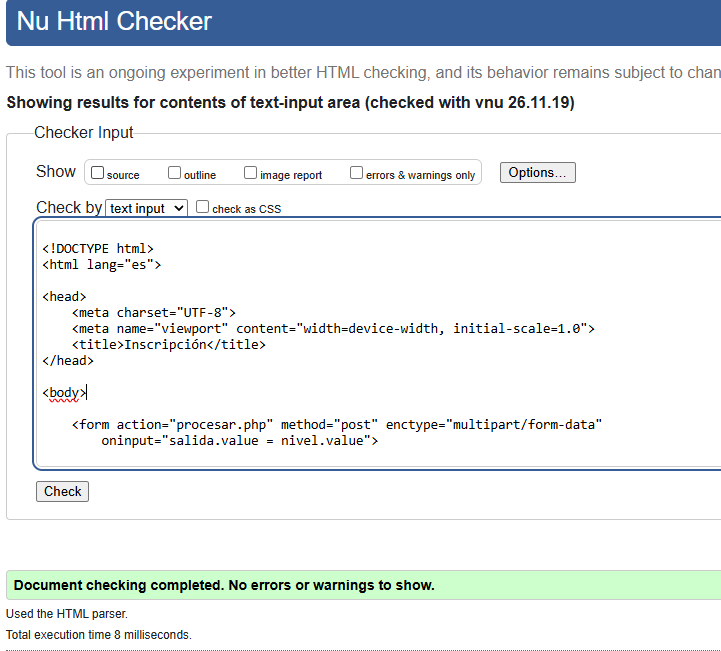 Nu Html Checker
This tool is an ongoing experiment in better HTML checking, and its behavior remains subject to chan
Showing results for contents of text-input area (checked with vnu 26.11.19)
Checker Input
Show source outline image report errors & warnings only Options...
Check by text input check as CSS
<!DOCTYPE html>
<html lang="es">
<head>
    <meta charset="UTF-8">
    <meta name="viewport" content="width=device-width, initial-scale=1.0">
    <title>Inscripción</title>
</head>
<body>
    <form action="procesar.php" method="post" enctype="multipart/form-data"
        oninput="salida.value = nivel.value">
Check
Document checking completed. No errors or warnings to show.
Used the HTML parser.
Total execution time 8 milliseconds.